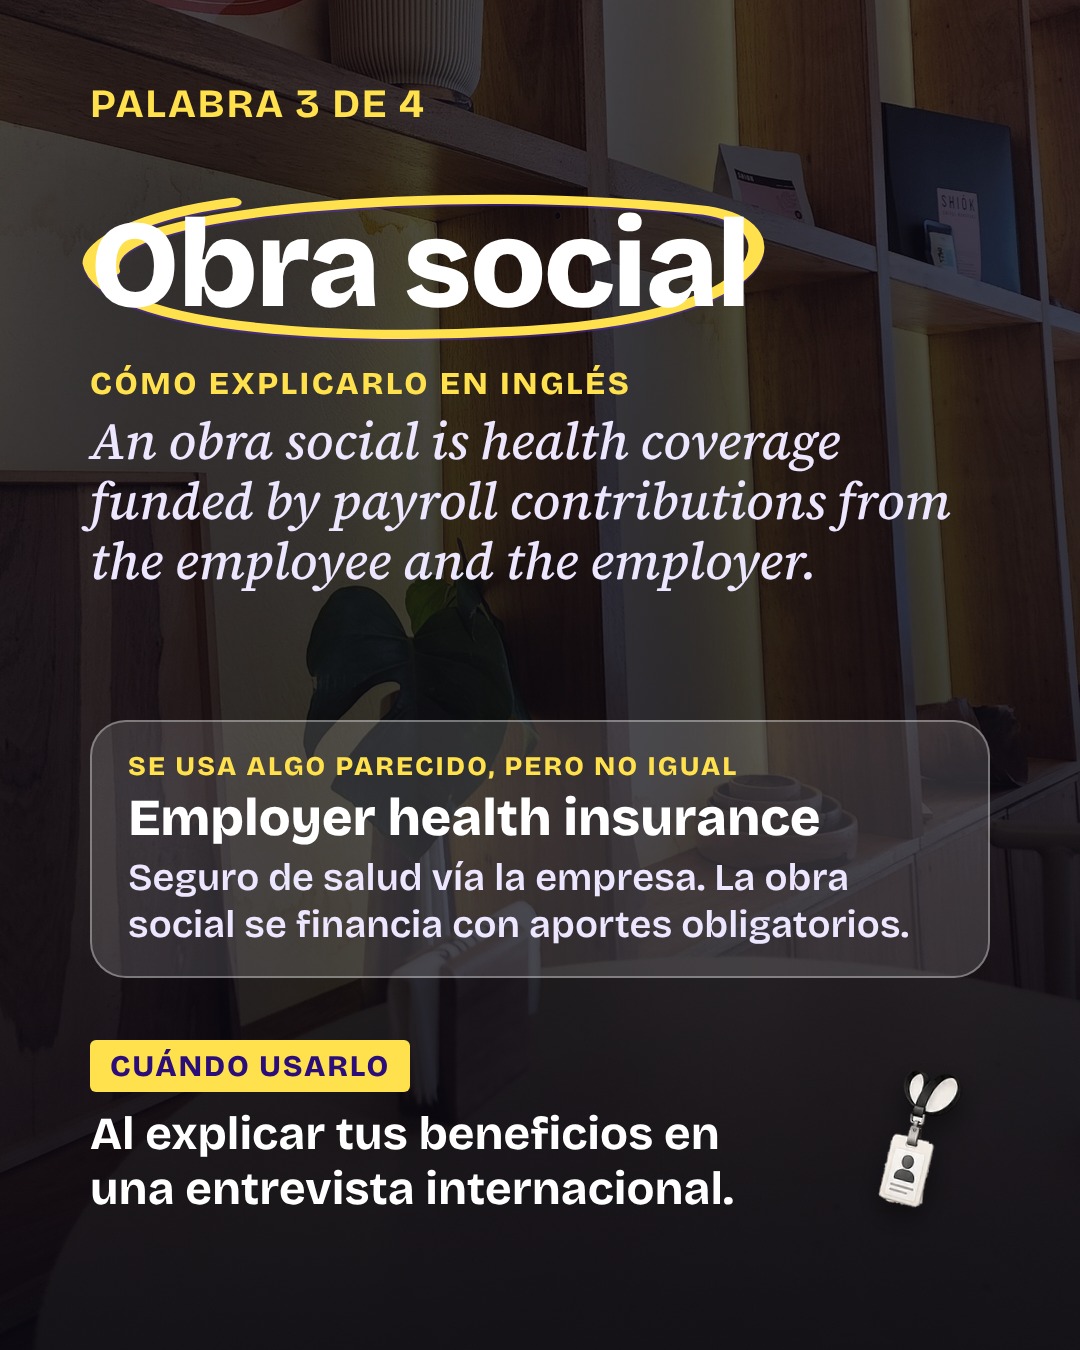 PALABRA 3 DE 4
Obra social
CÓMO EXPLICARLO EN INGLÉS
An obra social is health coverage
funded by payroll contributions from
the employee and the employer.
SE USA ALGO PARECIDO, PERO NO IGUAL
Employer health insurance
Seguro de salud vía la empresa. La obra
social se financia con aportes obligatorios.
CUÁNDO USARLO
Al explicar tus beneficios en
una entrevista internacional.
SHIOK